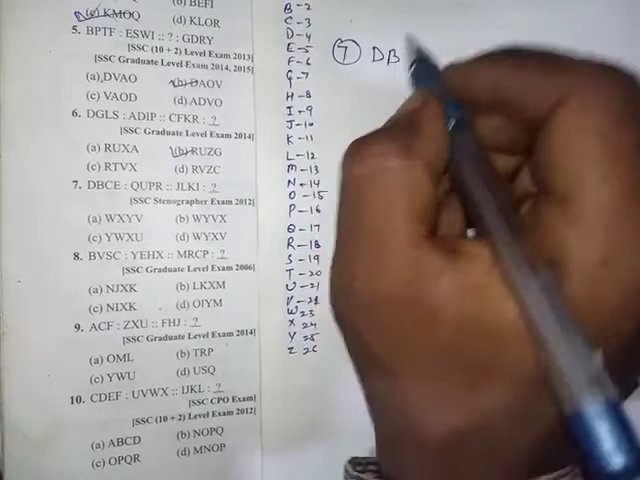 (b) BEFI
(c) KMOQ
(d) KLOR
5. BPTF : ESWI :: ? : GDRY
[SSC (10 + 2) Level Exam 2013]
[SSC Graduate Level Exam 2014, 2015]
(a) DVAO
(b) DAOV
(c) VAOD
(d) ADVO
6. DGLS : ADIP :: CFKR : ?
[SSC Graduate Level Exam 2014]
(a) RUXA
(b) RUZG
(c) RTVX
(d) RVZC
7. DBCE : QUPR :: JLKI : ?
[SSC Stenographer Exam 2012]
(a) WXYV
(b) WYVX
(c) YWXU
(d) WYXV
8. BVSC : YEHX :: MRCP : ?
[SSC Graduate Level Exam 2006]
(a) NJXK
(b) LKXM
(c) NIXK
(d) OIYM
9. ACF : ZXU :: FHJ : ?
[SSC Graduate Level Exam 2014]
(a) OML
(b) TRP
(c) YWU
(d) USQ
10. CDEF : UVWX :: IJKL : ?
[SSC CPO Exam]
[SSC (10 + 2) Level Exam 2012]
(a) ABCD
(b) NOPQ
(c) OPQR
(d) MNOP
B-2
C-3
D-4
E-5
F-6
G-7
H-8
I-9
J-10
K-11
L-12
M-13
N-14
O-15
P-16
Q-17
R-18
S-19
T-20
U-21
W 23
X 24
Y 25
7 DB